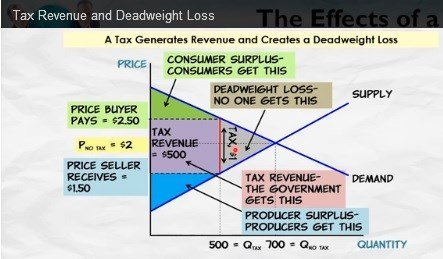 Tax Revenue and Deadweight Loss
The Effects of a
A Tax Generates Revenue and Creates a Deadweight Loss
PRICE
CONSUMER SURPLUS-
CONSUMERS GET THIS
DEADWEIGHT LOSS-
NO ONE GETS THIS
SUPPLY
PRICE BUYER
PAYS = $2.50
TAX
REVENUE
= $500
TAX = $1
P NO TAX = $2
PRICE SELLER
RECEIVES =
$1.50
TAX REVENUE-
THE GOVERNMENT
GETS THIS
DEMAND
PRODUCER SURPLUS-
PRODUCERS GET THIS
500 = Q TAX 700 = Q NO TAX QUANTITY